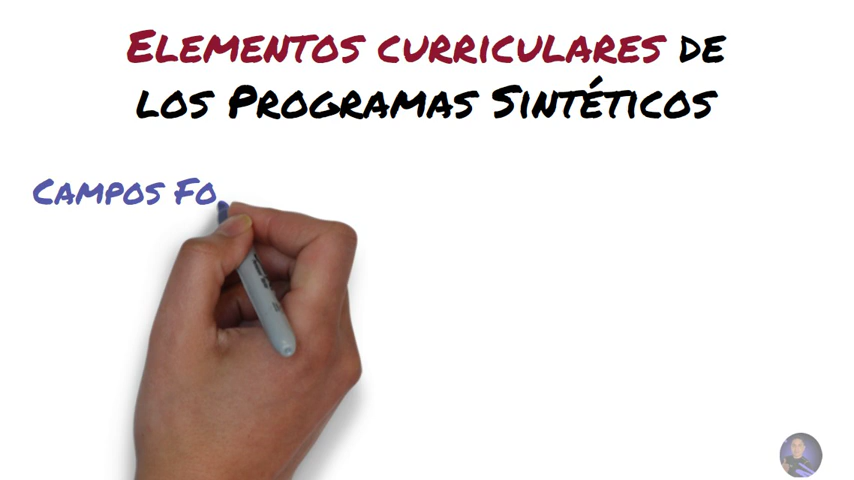 Elementos curriculares de
los Programas Sintéticos
Campos Fo